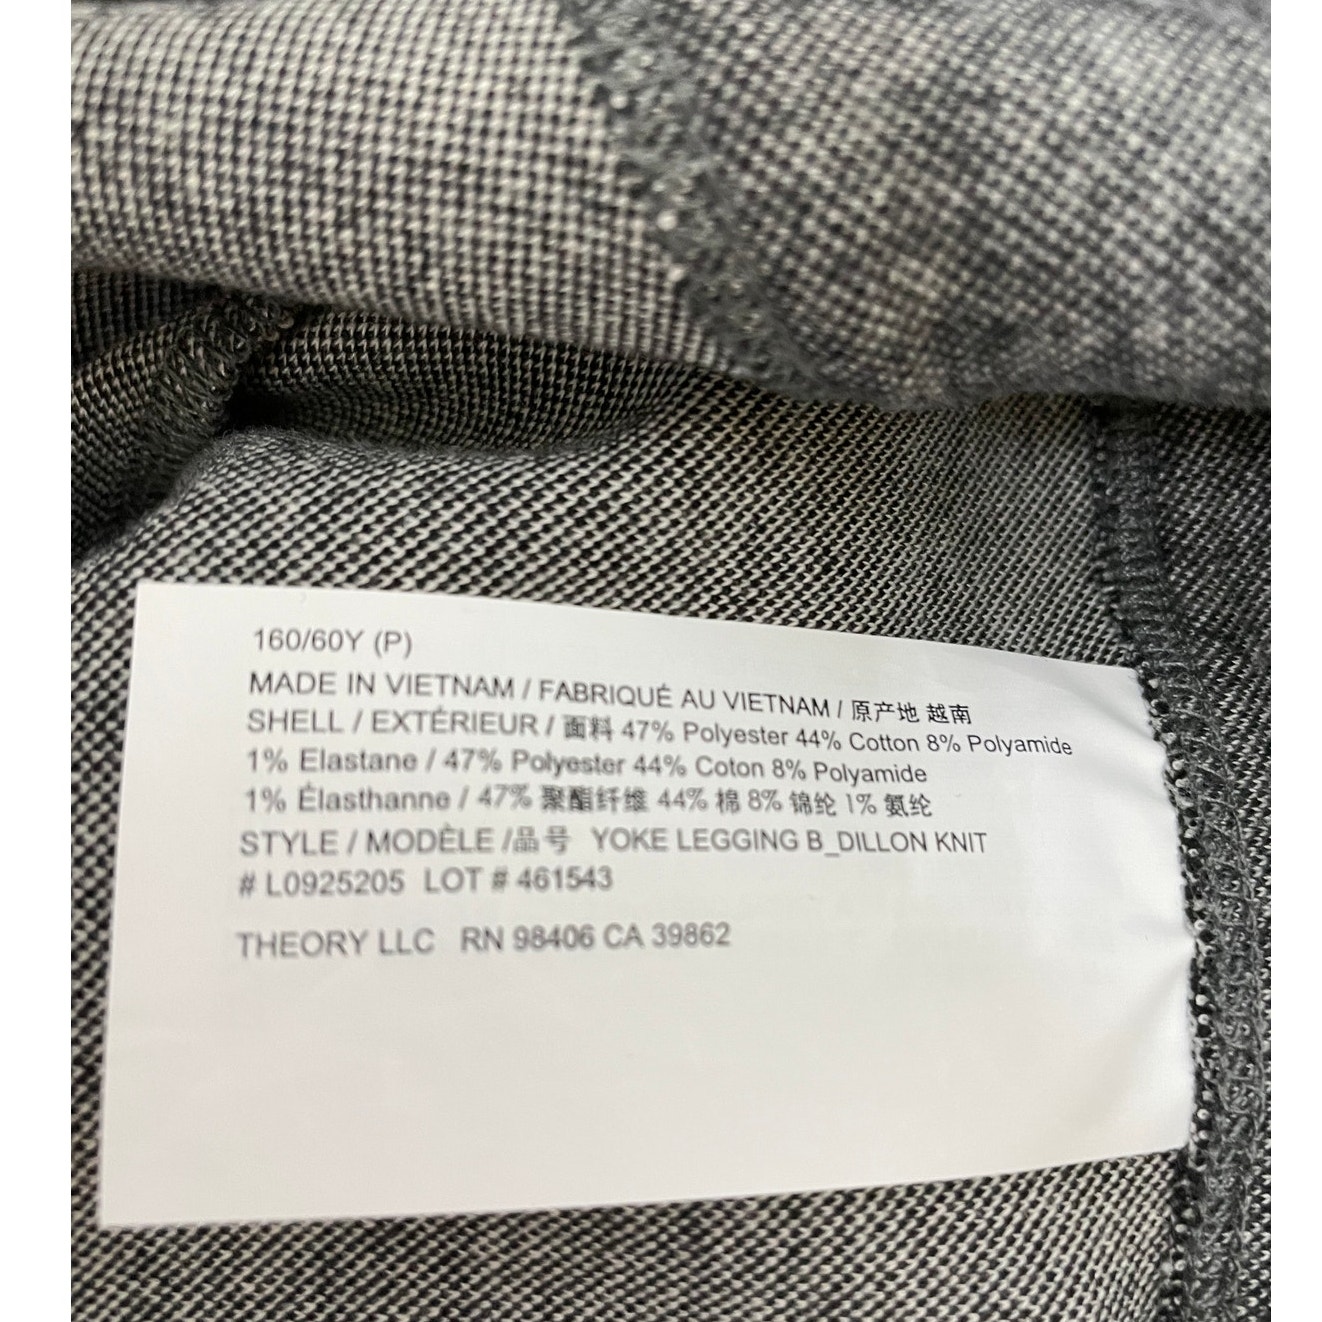 160/60Y (P)
MADE IN VIETNAM / FABRIQUÉ AU VIETNAM / 原产地 越南
SHELL / EXTÉRIEUR / 面料 47% Polyester 44% Cotton 8% Polyamide
1% Elastane / 47% Polyester 44% Coton 8% Polyamide
1% Élasthanne / 47% 聚酯纤维 44% 棉 8% 锦纶 1% 氨纶
STYLE / MODÈLE /品号 YOKE LEGGING B_DILLON KNIT
# L0925205 LOT # 461543
THEORY LLC RN 98406 CA 39862